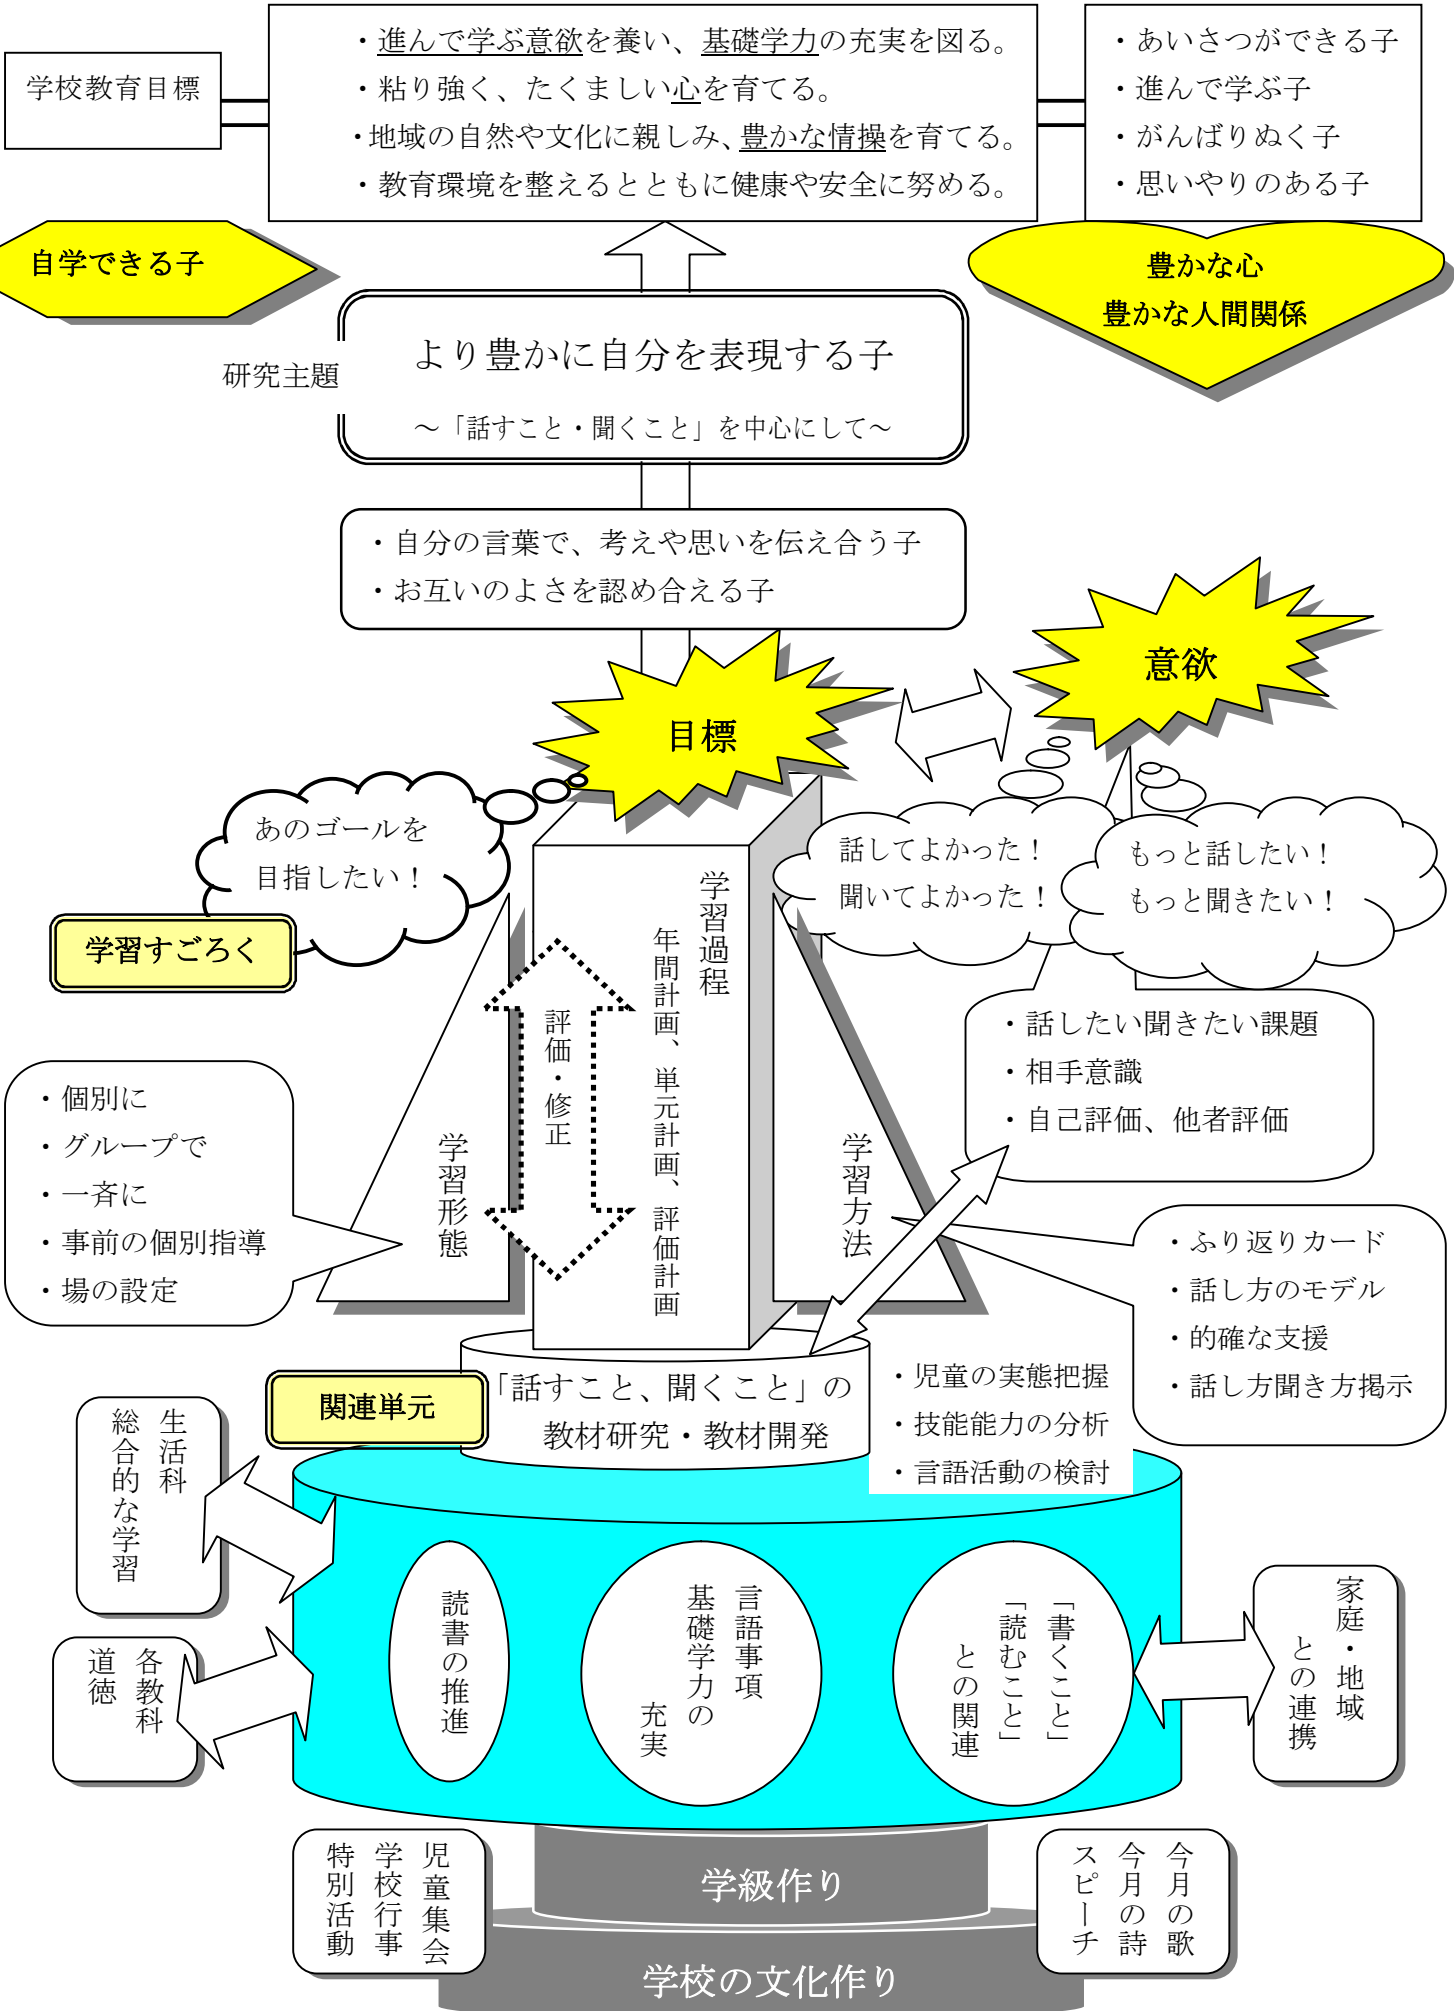 学校教育目標
・進んで学ぶ意欲を養い、基礎学力の充実を図る。
・粘り強く、たくましい心を育てる。
・地域の自然や文化に親しみ、豊かな情操を育てる。
・教育環境を整えるとともに健康や安全に努める。
・あいさつができる子
・進んで学ぶ子
・がんばりぬく子
・思いやりのある子
自学できる子
豊かな心
豊かな人間関係
研究主題
より豊かに自分を表現する子
～「話すこと・聞くこと」を中心にして～
・自分の言葉で、考えや思いを伝え合う子
・お互いのよさを認め合える子
意欲
目標
あのゴールを
目指したい！
学習すごろく
話してよかった！
聞いてよかった！
もっと話したい！
もっと聞きたい！
学習過程
年間計画、単元計画、評価計画
評価・修正
学習形態
学習方法
・話したい聞きたい課題
・相手意識
・自己評価、他者評価
・個別に
・グループで
・一斉に
・事前の個別指導
・場の設定
・ふり返りカード
・話し方のモデル
・的確な支援
・話し方聞き方掲示
関連単元
「話すこと、聞くこと」の
教材研究・教材開発
・児童の実態把握
・技能能力の分析
・言語活動の検討
生活科
総合的な学習
各教科
道徳
読書の推進
言語事項
基礎学力の
充実
「書くこと」
「読むこと」
との関連
家庭・地域
との連携
児童集会
学校行事
特別活動
学級作り
今月の歌
今月の詩
スピーチ
学校の文化作り